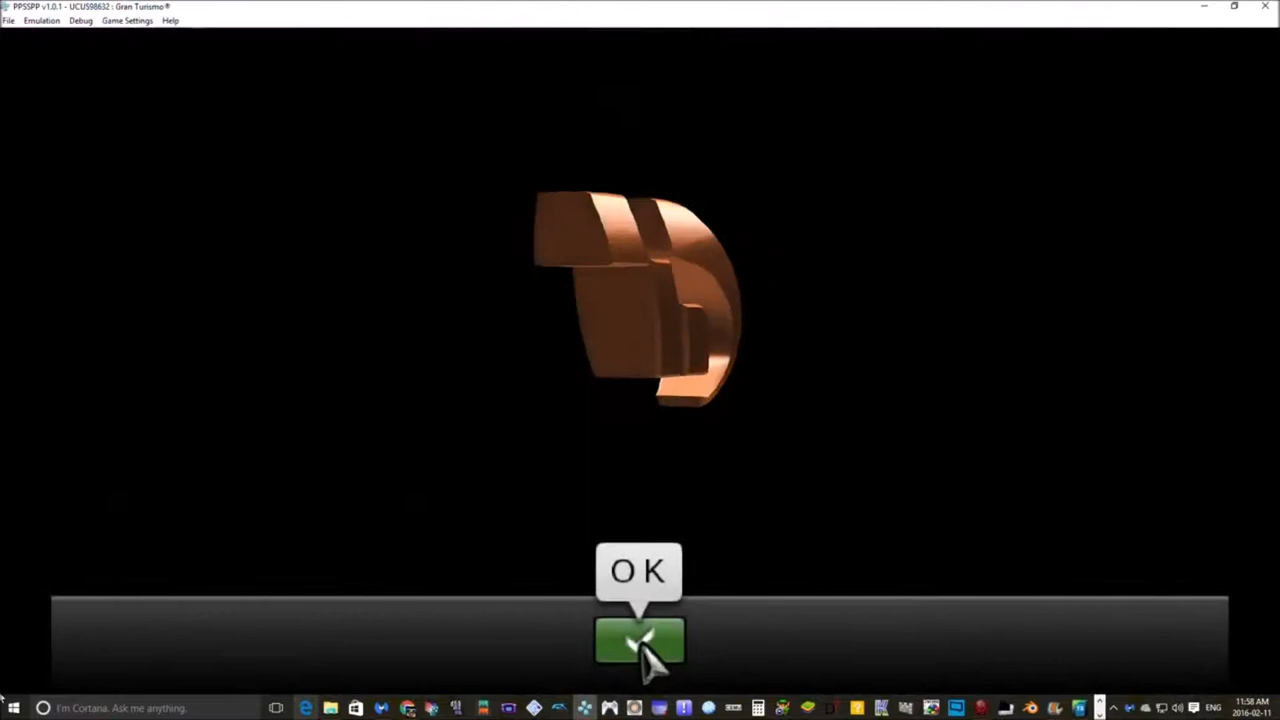 PPSSPP v1.0.1 - UCUS98632 : Gran Turismo®
File Emulation Debug Game Settings Help
OK
I'm Cortana. Ask me anything.
ENG
11:58 AM
2016-02-11